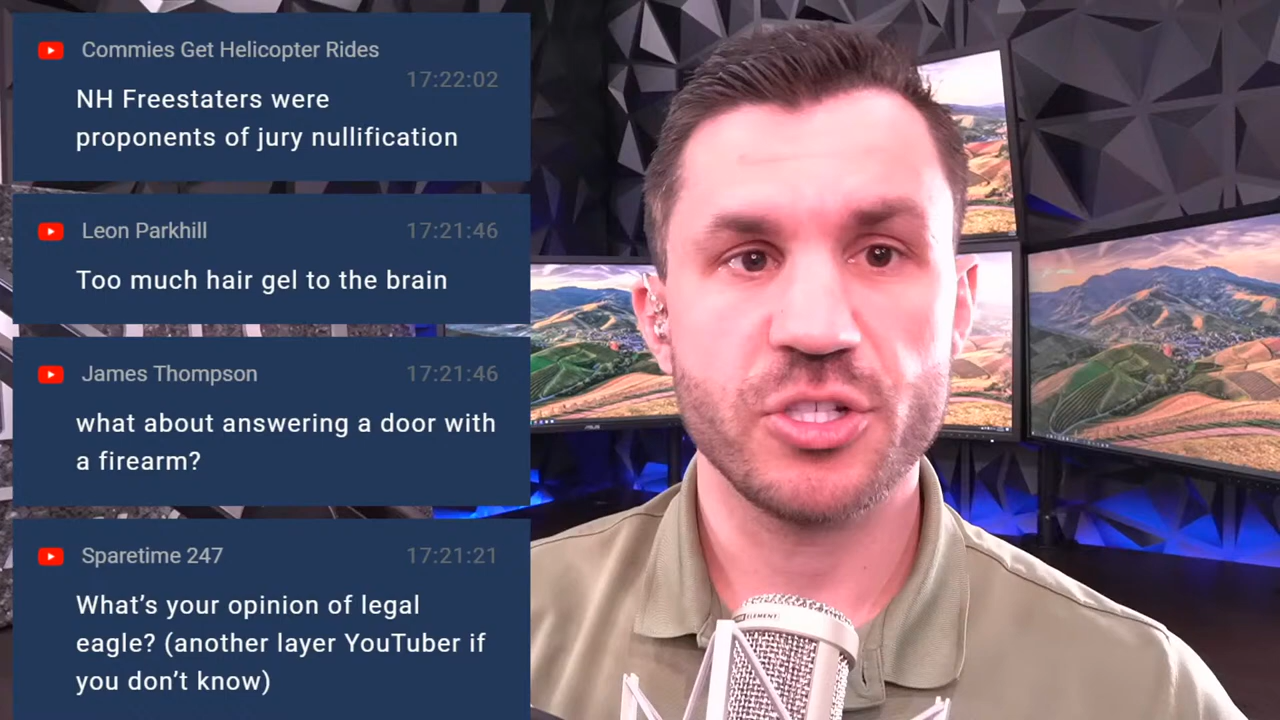 Commies Get Helicopter Rides
17:22:02
NH Freestaters were
proponents of jury nullification
Leon Parkhill 17:21:46
Too much hair gel to the brain
James Thompson 17:21:46
what about answering a door with
a firearm?
Sparetime 247 17:21:21
What's your opinion of legal
eagle? (another layer YouTuber if
you don't know)
ASUS